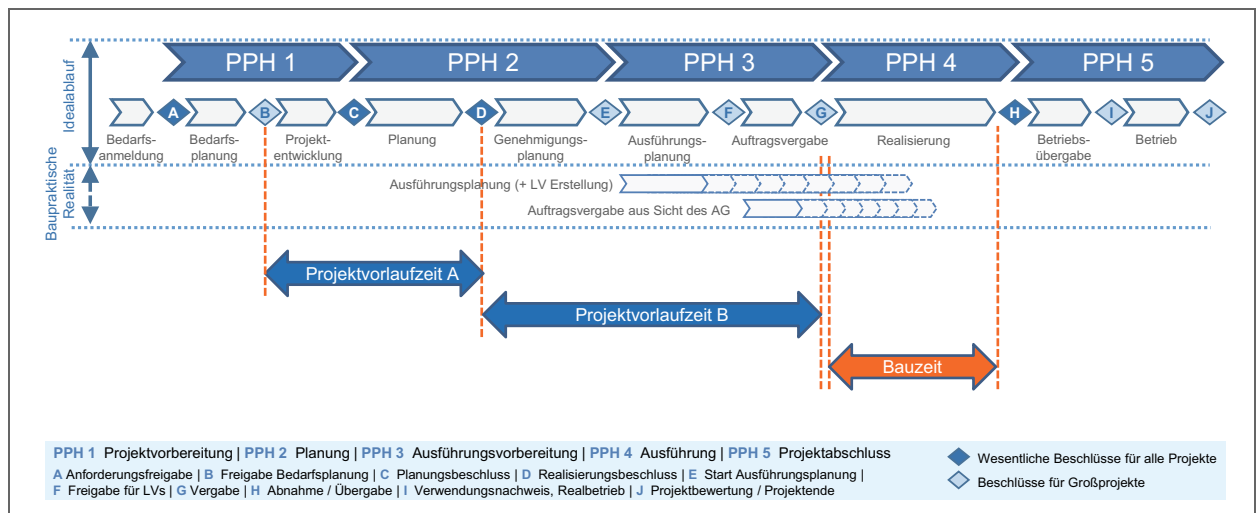 PPH 1 PPH 2 PPH 3 PPH 4 PPH 5
Idealablauf
A B C D E F G H I J
Bedarfs-
anmeldung
Bedarfs-
planung
Projekt-
entwicklung
Planung
Genehmigungs-
planung
Ausführungs-
planung
Auftragsvergabe
Realisierung
Betriebs-
übergabe
Betrieb
Baupraktische
Realität
Ausführungsplanung (+ LV Erstellung)
Auftragsvergabe aus Sicht des AG
Projektvorlaufzeit A
Projektvorlaufzeit B
Bauzeit
PPH 1 Projektvorbereitung | PPH 2 Planung | PPH 3 Ausführungsvorbereitung | PPH 4 Ausführung | PPH 5 Projektabschluss
A Anforderungsfreigabe | B Freigabe Bedarfsplanung | C Planungsbeschluss | D Realisierungsbeschluss | E Start Ausführungsplanung |
F Freigabe für LVs | G Vergabe | H Abnahme / Übergabe | I Verwendungsnachweis, Realbetrieb | J Projektbewertung / Projektende
Wesentliche Beschlüsse für alle Projekte
Beschlüsse für Großprojekte